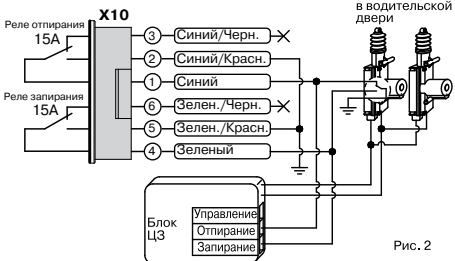 в водительской
двери
Реле отпирания
15А
X10
3 Синий/Черн.
2 Синий/Красн.
1 Синий
Реле запирания
15А
6 Зелен./Черн.
5 Зелен./Красн.
4 Зеленый
Блок
ЦЗ
Управление
Отпирание
Запирание
Рис. 2